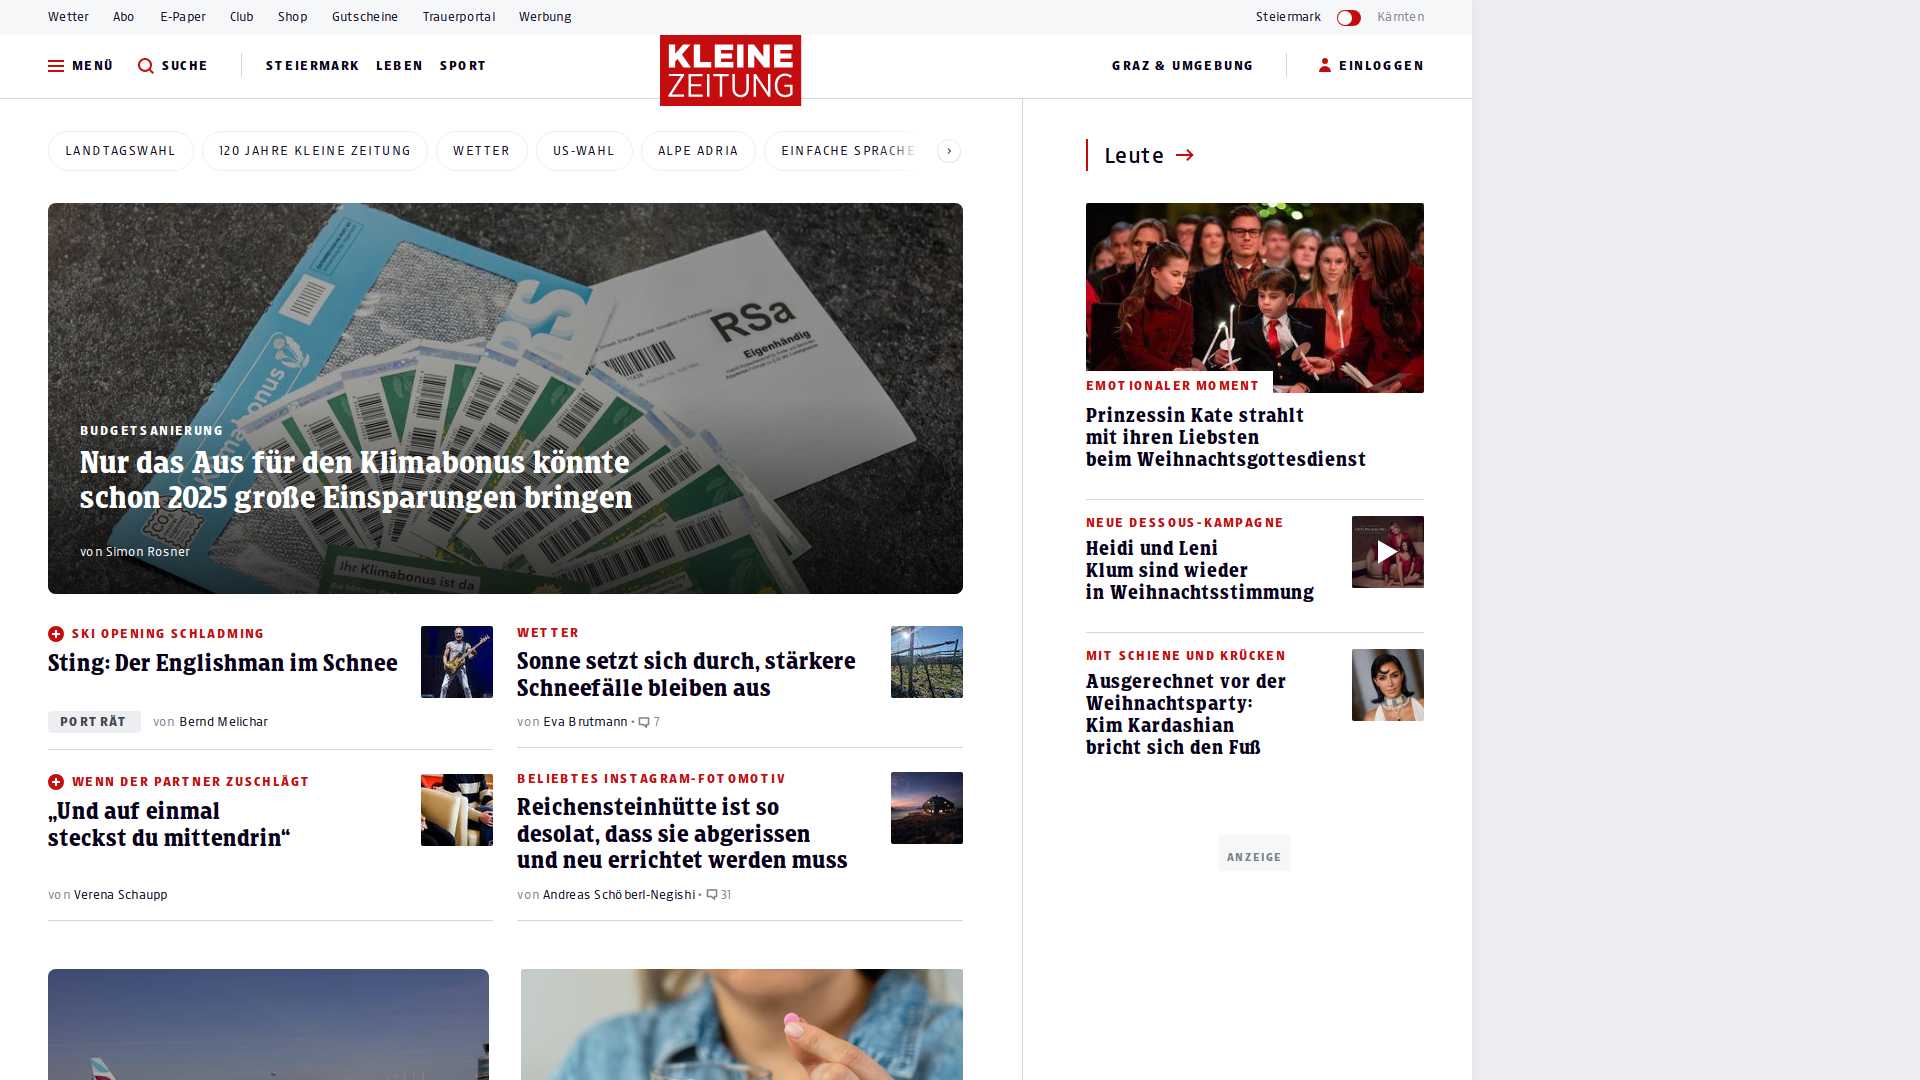 Wetter Abo E-Paper Club Shop Gutscheine Trauerportal Werbung Steiermark Kärnten
MENÜ SUCHE STEIERMARK LEBEN SPORT
KLEINE
ZEITUNG
GRAZ & UMGEBUNG EINLOGGEN
LANDTAGSWAHL 120 JAHRE KLEINE ZEITUNG WETTER US-WAHL ALPE ADRIA EINFACHE SPRACHE
RSa
Eigenhändig
Klimabonus
Ihr Klimabonus ist da
BUDGETSANIERUNG
Nur das Aus für den Klimabonus könnte
schon 2025 große Einsparungen bringen
von Simon Rosner
SKI OPENING SCHLADMING
Sting: Der Englishman im Schnee
PORTRÄT von Bernd Melichar
WETTER
Sonne setzt sich durch, stärkere
Schneefälle bleiben aus
von Eva Brutmann • 7
WENN DER PARTNER ZUSCHLÄGT
„Und auf einmal
steckst du mittendrin“
von Verena Schaupp
BELIEBTES INSTAGRAM-FOTOMOTIV
Reichensteinhütte ist so
desolat, dass sie abgerissen
und neu errichtet werden muss
von Andreas Schöberl-Negishi • 31
Leute
EMOTIONALER MOMENT
Prinzessin Kate strahlt
mit ihren Liebsten
beim Weihnachtsgottesdienst
NEUE DESSOUS-KAMPAGNE
Heidi und Leni
Klum sind wieder
in Weihnachtsstimmung
MIT SCHIENE UND KRÜCKEN
Ausgerechnet vor der
Weihnachtsparty:
Kim Kardashian
bricht sich den Fuß
ANZEIGE